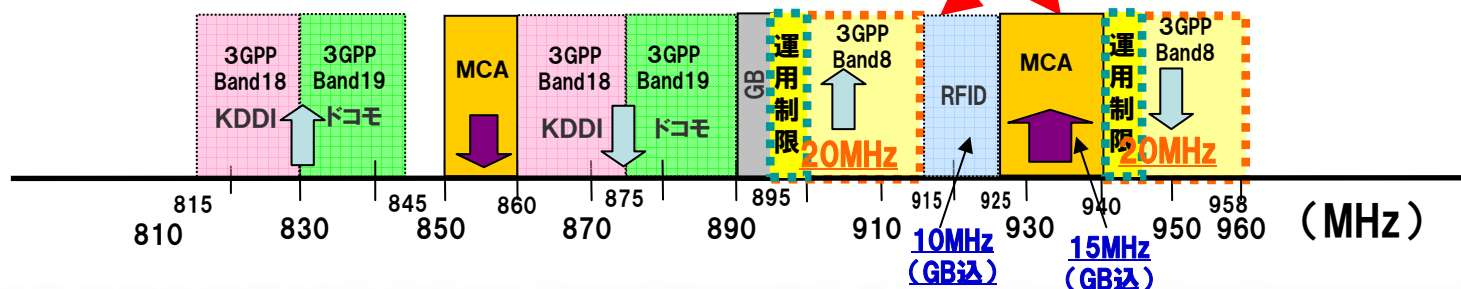 3GPP
Band18
KDDI
3GPP
Band19
ドコモ
MCA
3GPP
Band18
KDDI
3GPP
Band19
ドコモ
GB
運用制限
3GPP
Band8
20MHz
RFID
MCA
運用制限
3GPP
Band8
20MHz
815
845
860
875
895
915
925
940
958
810
830
850
870
890
910
930
950
960
（MHz）
10MHz
（GB込）
15MHz
（GB込）